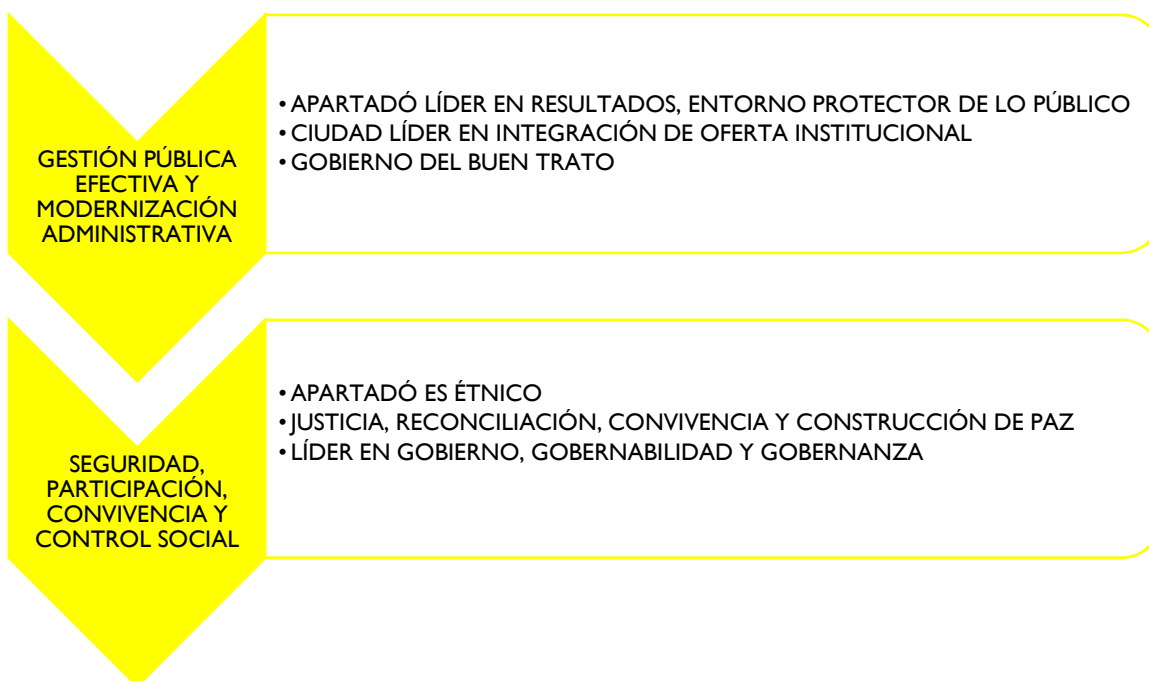 GESTIÓN PÚBLICA
EFECTIVA Y
MODERNIZACIÓN
ADMINISTRATIVA
• APARTADÓ LÍDER EN RESULTADOS, ENTORNO PROTECTOR DE LO PÚBLICO
• CIUDAD LÍDER EN INTEGRACIÓN DE OFERTA INSTITUCIONAL
• GOBIERNO DEL BUEN TRATO
SEGURIDAD,
PARTICIPACIÓN,
CONVIVENCIA Y
CONTROL SOCIAL
• APARTADÓ ES ÉTNICO
• JUSTICIA, RECONCILIACIÓN, CONVIVENCIA Y CONSTRUCCIÓN DE PAZ
• LÍDER EN GOBIERNO, GOBERNABILIDAD Y GOBERNANZA